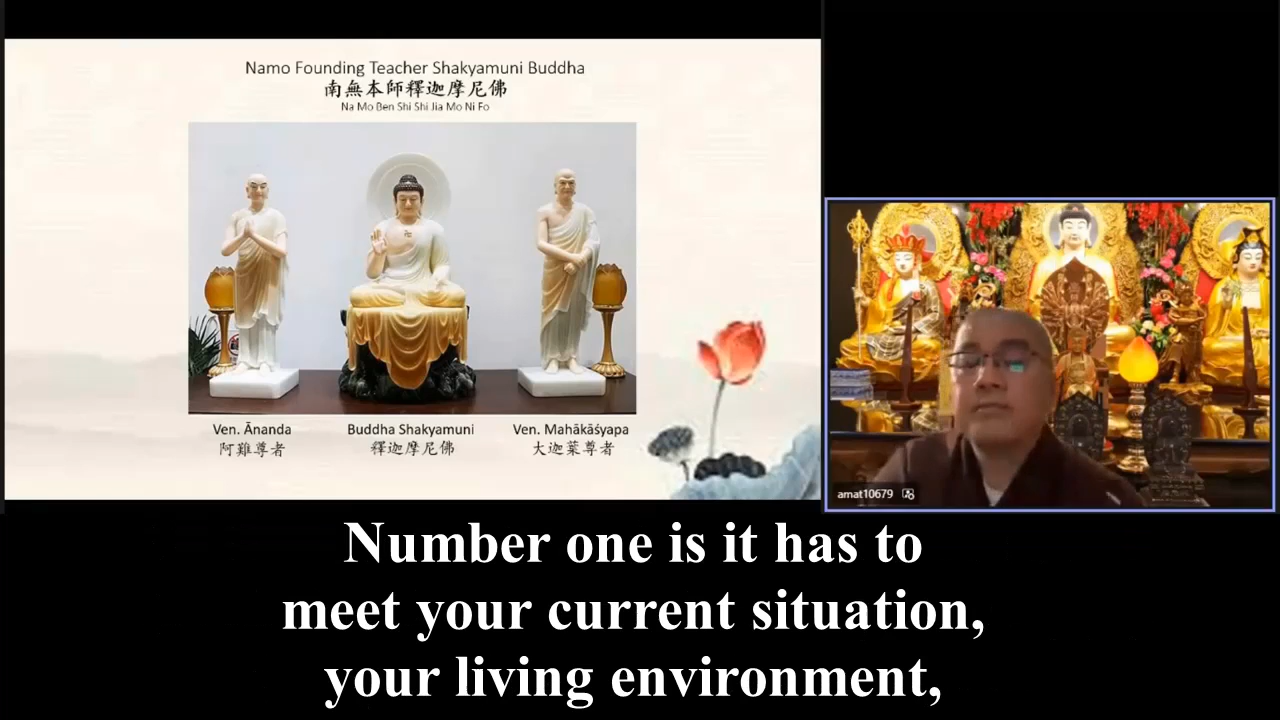 Namo Founding Teacher Shakyamuni Buddha
南無本師釋迦摩尼佛
Na Mo Ben Shi Shi Jia Mo Ni Fo
Ven. Ānanda
阿難尊者
Buddha Shakyamuni
釋迦摩尼佛
Ven. Mahākāśyapa
大迦葉尊者
amat10679
Number one is it has to
meet your current situation,
your living environment,